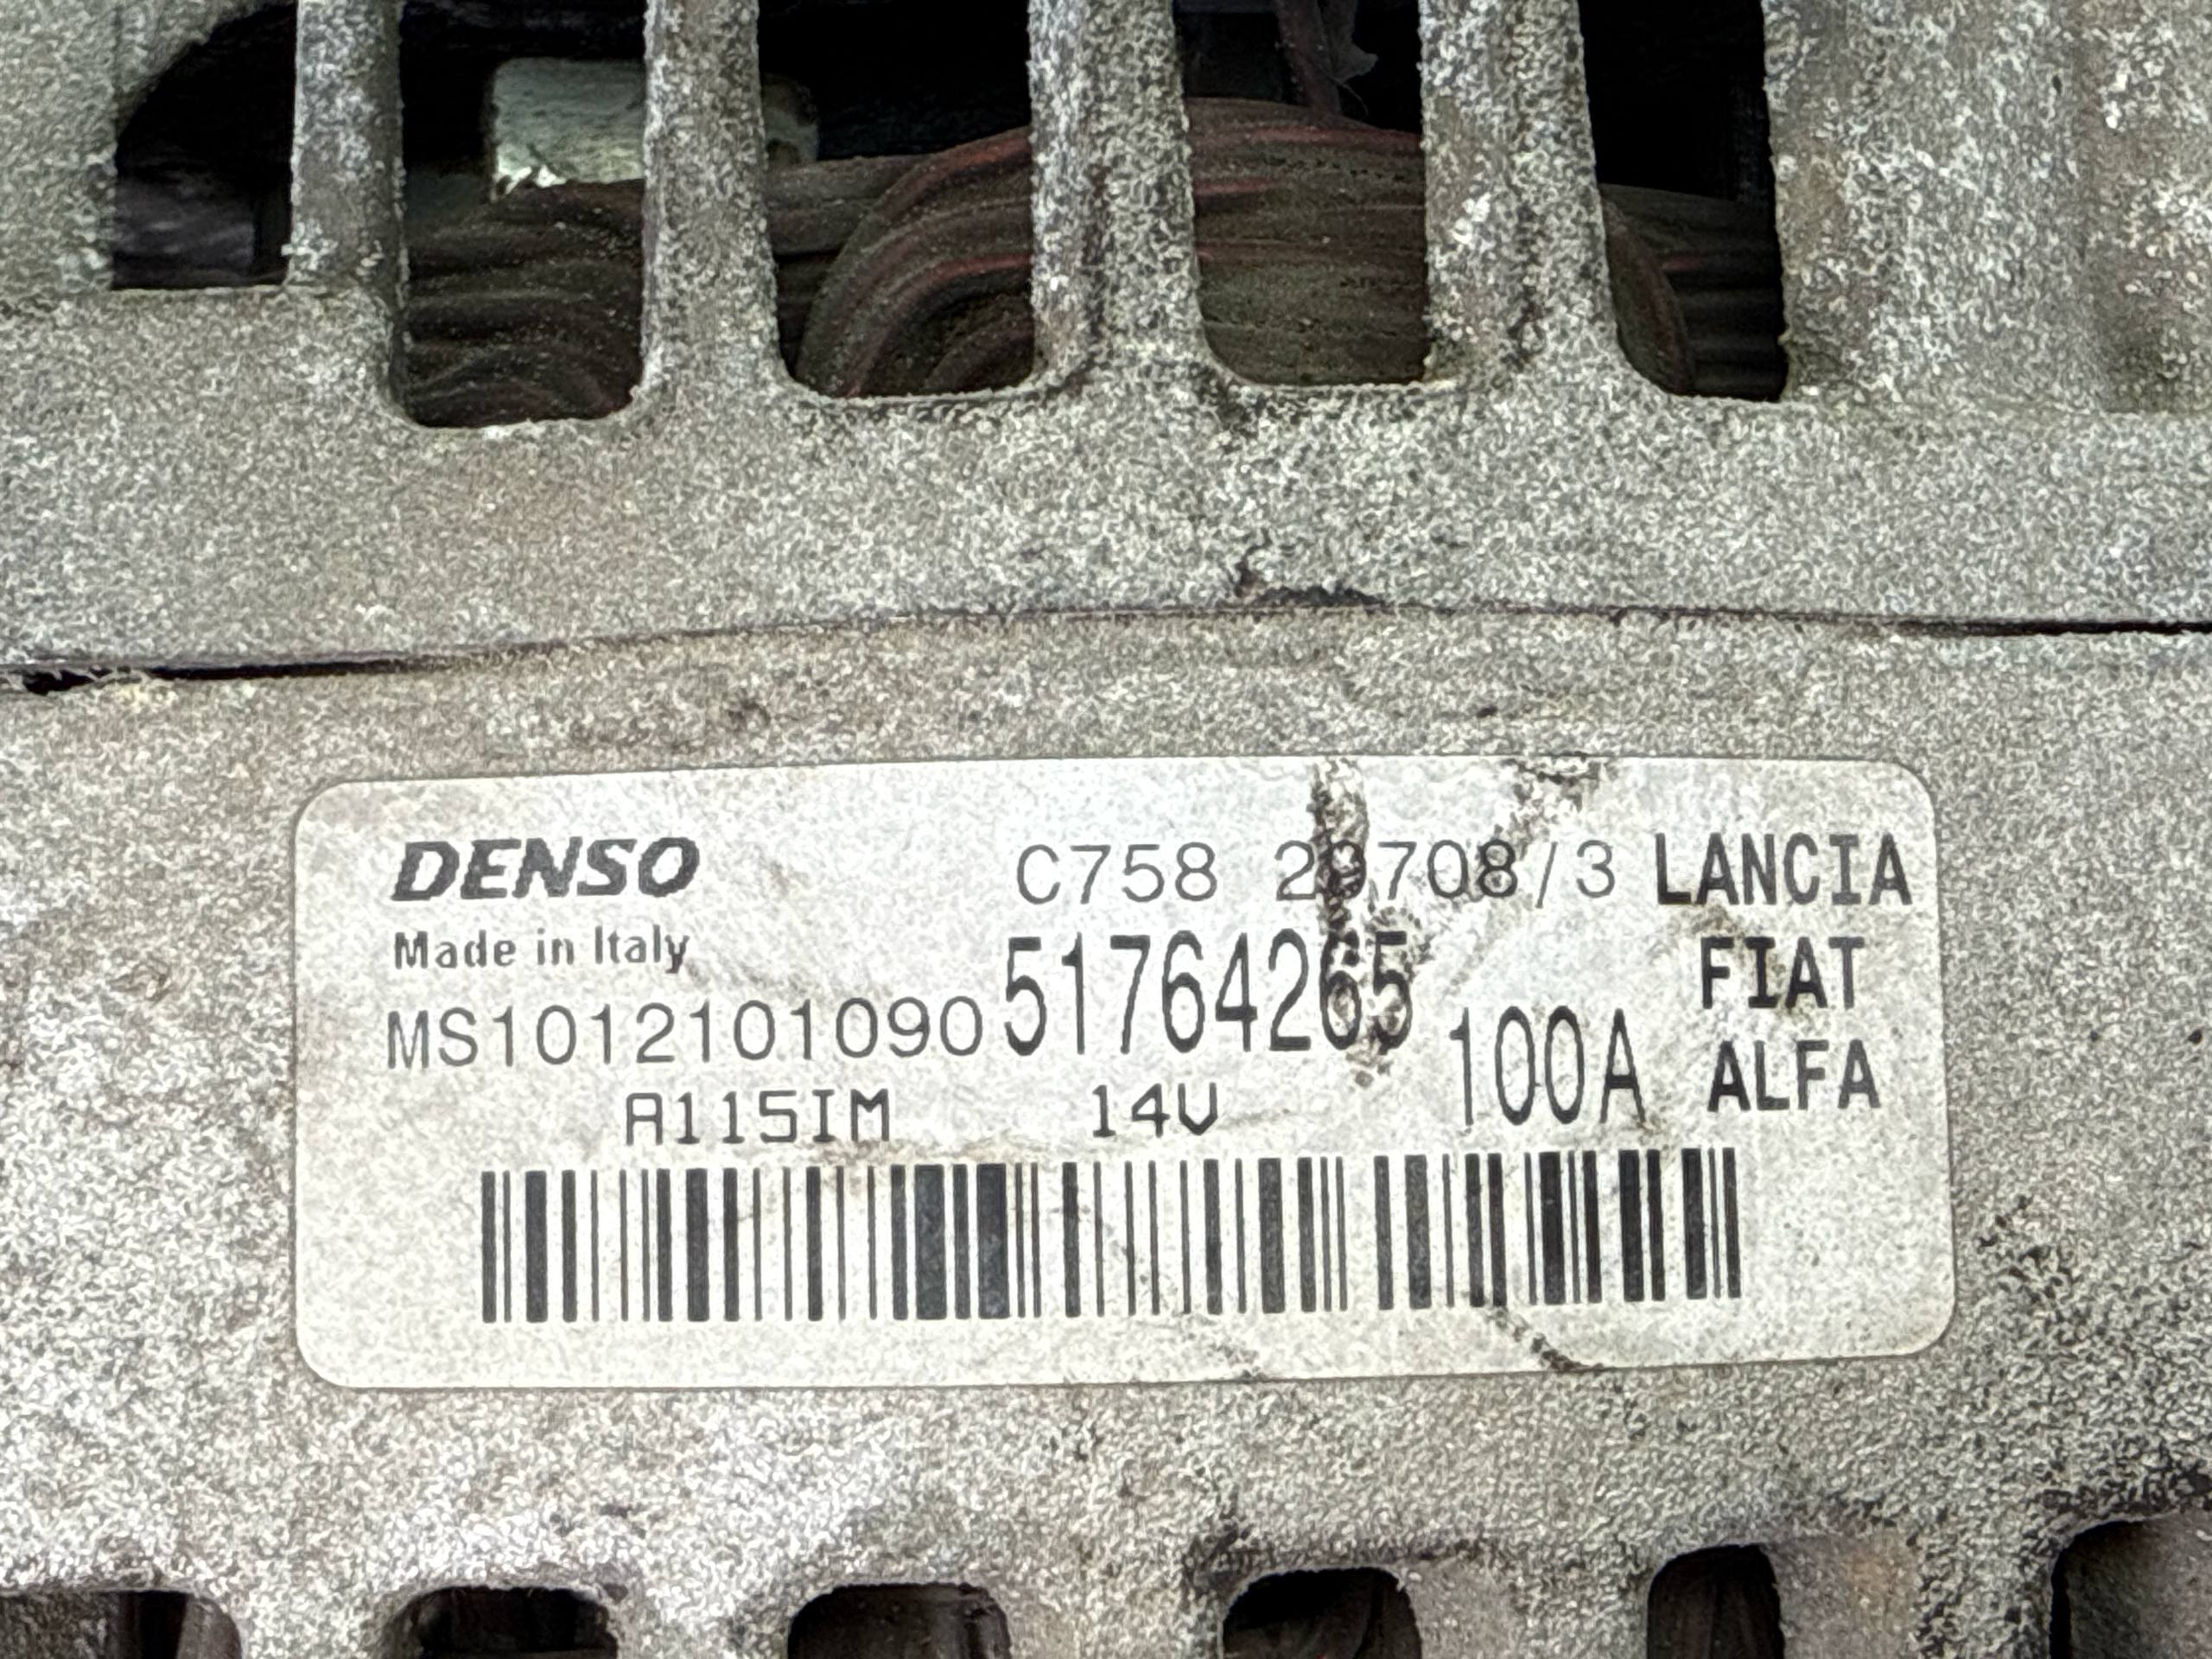 DENSO
C758 29708/3
LANCIA
Made in Italy
51764265
FIAT
MS1012101090
100A
ALFA
A115IM
14V